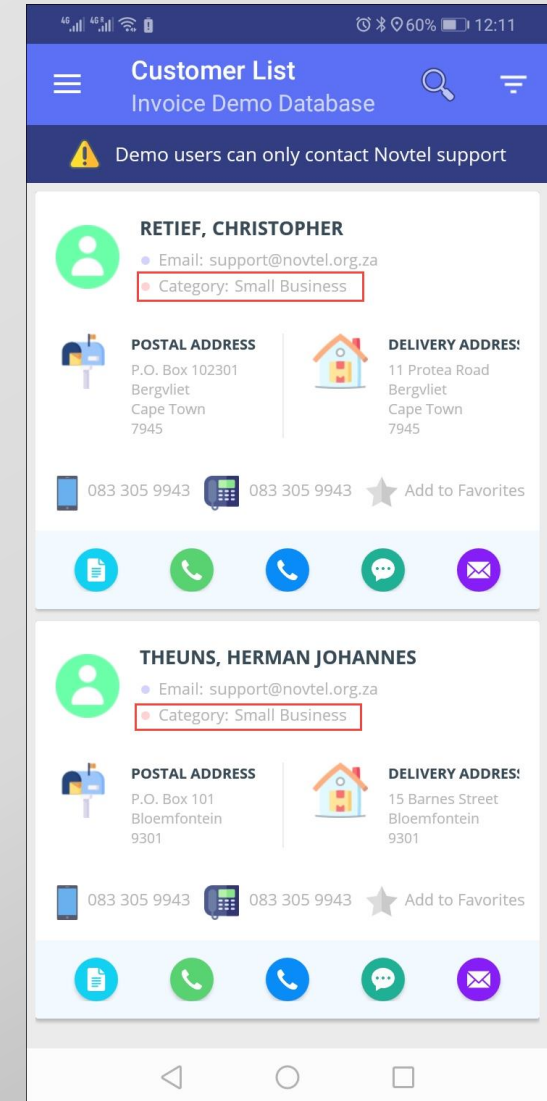 46 46 60% 12:11
Customer List
Invoice Demo Database
Demo users can only contact Novtel support
RETIEF, CHRISTOPHER
Email: support@novtel.org.za
Category: Small Business
POSTAL ADDRESS
P.O. Box 102301
Bergvliet
Cape Town
7945
DELIVERY ADDRES
11 Protea Road
Bergvliet
Cape Town
7945
083 305 9943 083 305 9943 Add to Favorites
THEUNS, HERMAN JOHANNES
Email: support@novtel.org.za
Category: Small Business
POSTAL ADDRESS
P.O. Box 101
Bloemfontein
9301
DELIVERY ADDRES
15 Barnes Street
Bloemfontein
9301
083 305 9943 083 305 9943 Add to Favorites